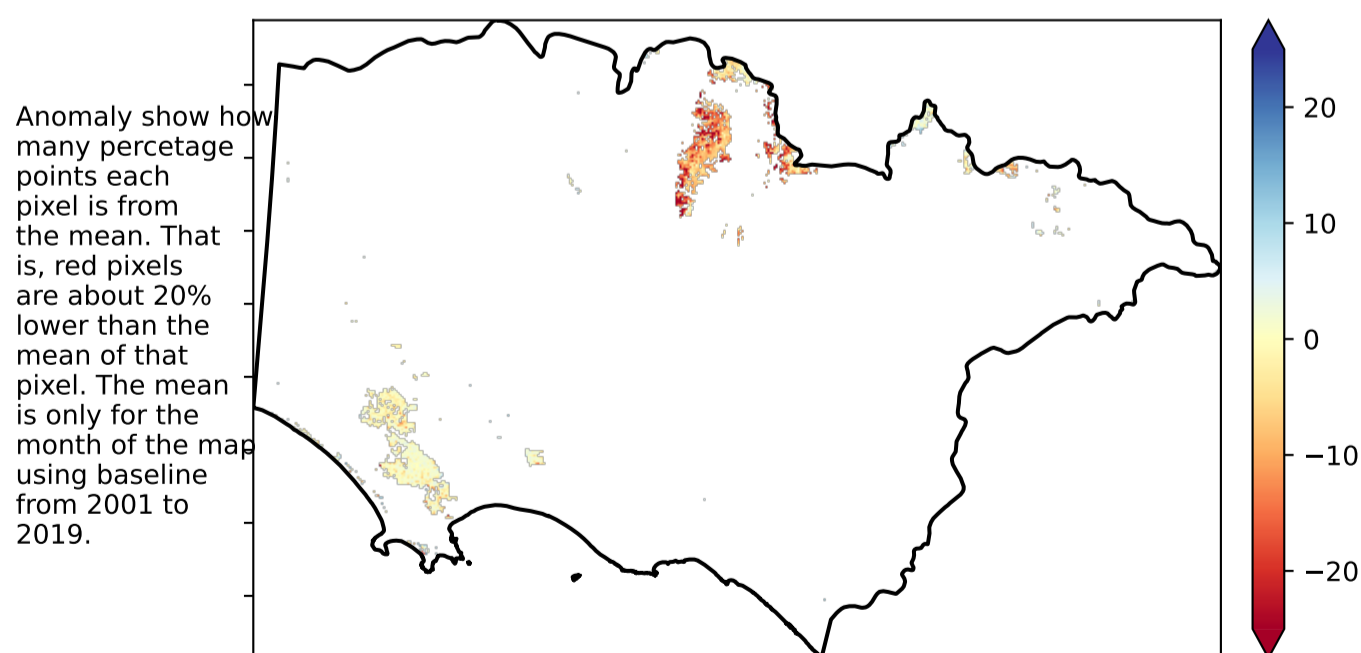 Anomaly show how
many percetage
points each
pixel is from
the mean. That
is, red pixels
are about 20%
lower than the
mean of that
pixel. The mean
is only for the
month of the map
using baseline
from 2001 to
2019.
20
10
0
−10
−20